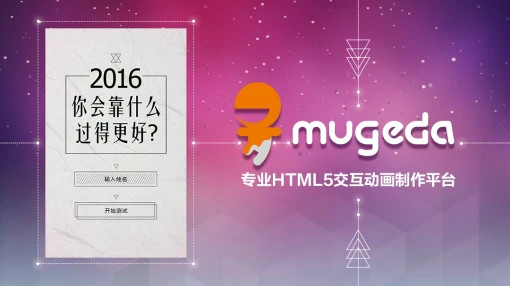 2016
你会靠什么
过得更好?
输入姓名
开始测试
mugeda
专业HTML5交互动画制作平台